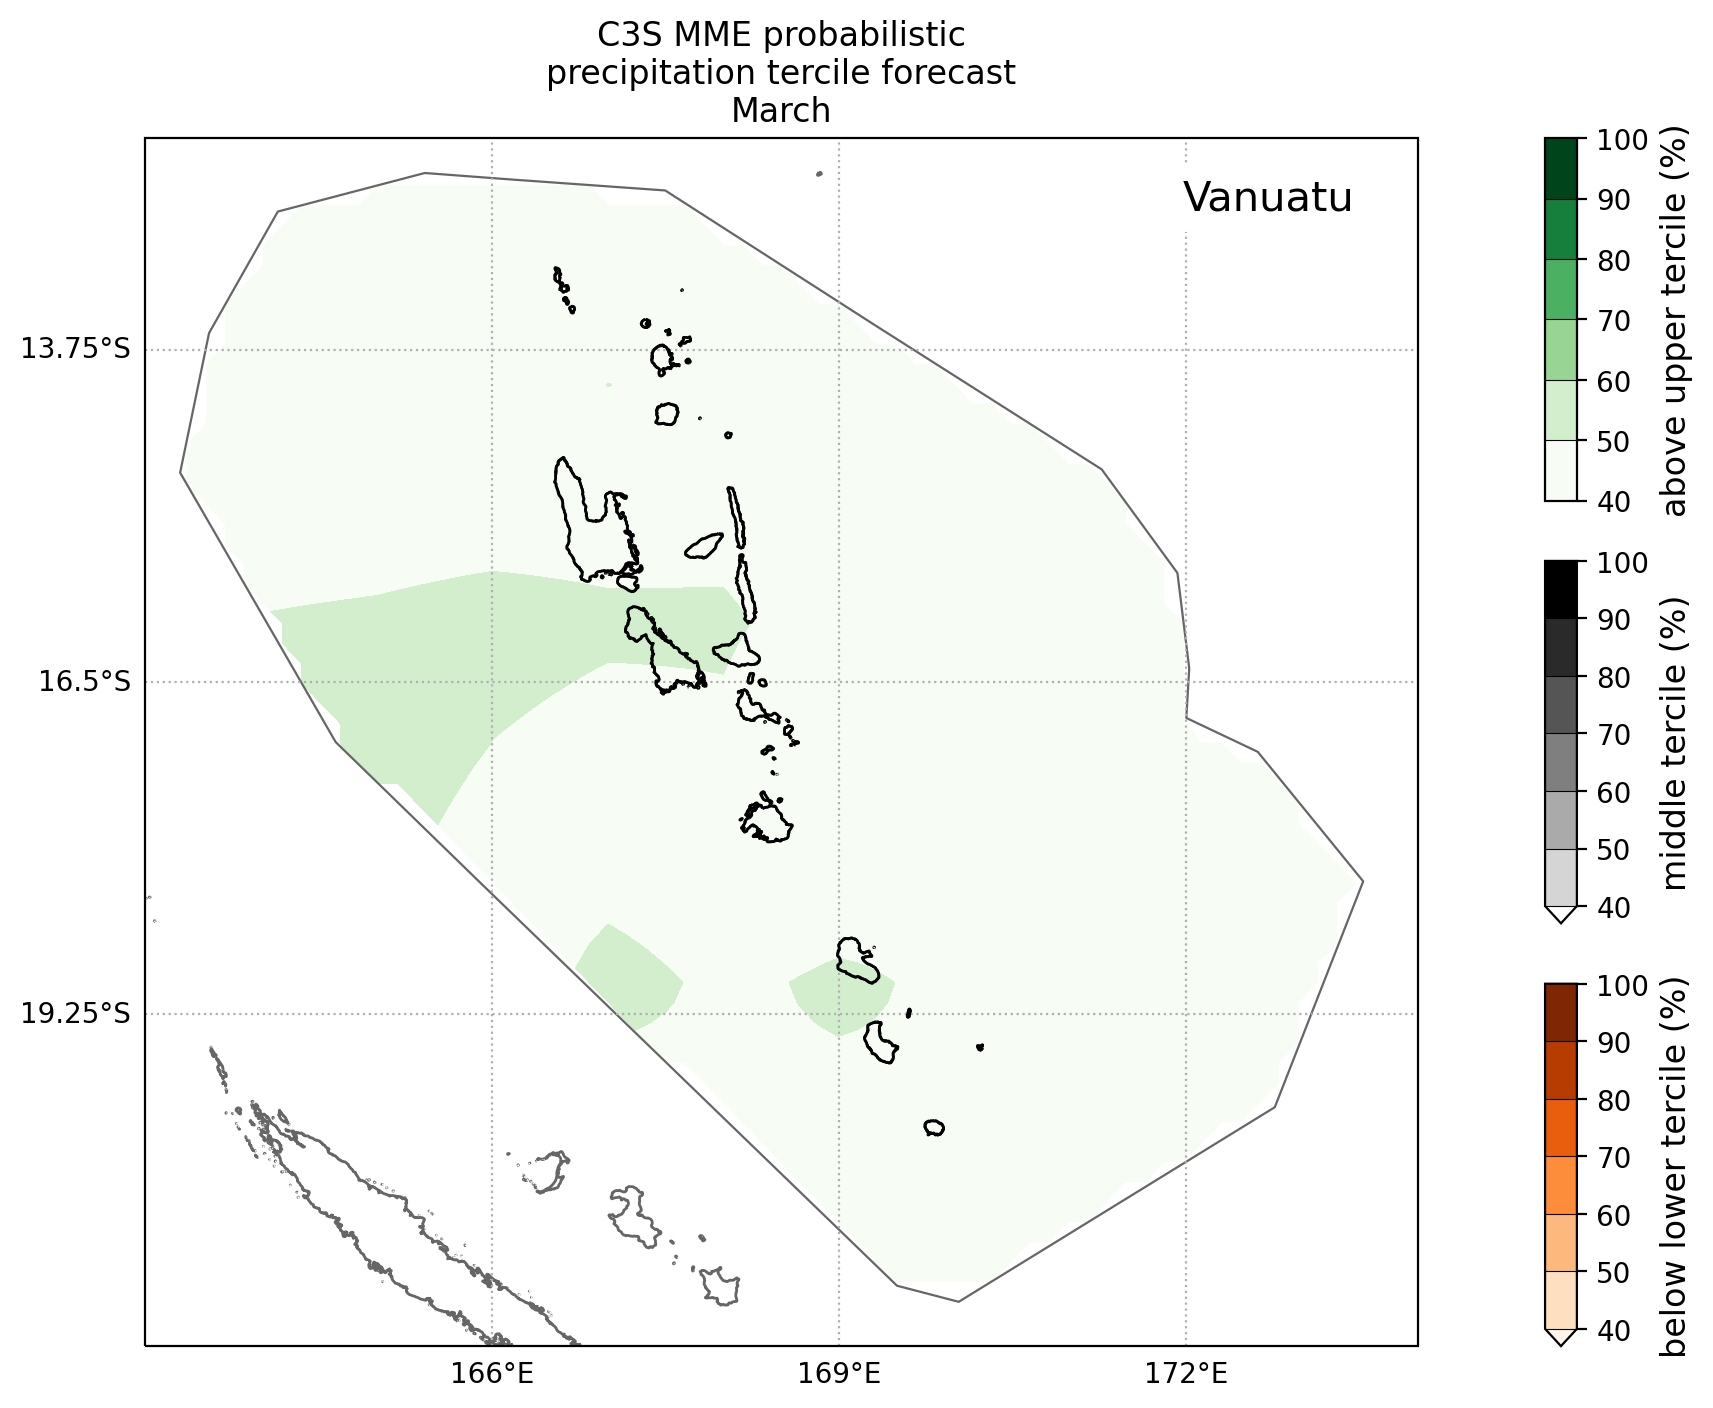 C3S MME probabilistic
precipitation tercile forecast
March
Vanuatu
13.75°S
16.5°S
19.25°S
166°E
169°E
172°E
100
90
80
70
60
50
40
above upper tercile (%)
100
90
80
70
60
50
40
middle tercile (%)
100
90
80
70
60
50
40
below lower tercile (%)